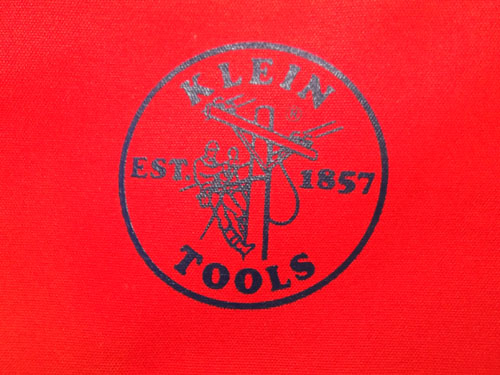 KLEIN
®
EST. 1857
TOOLS